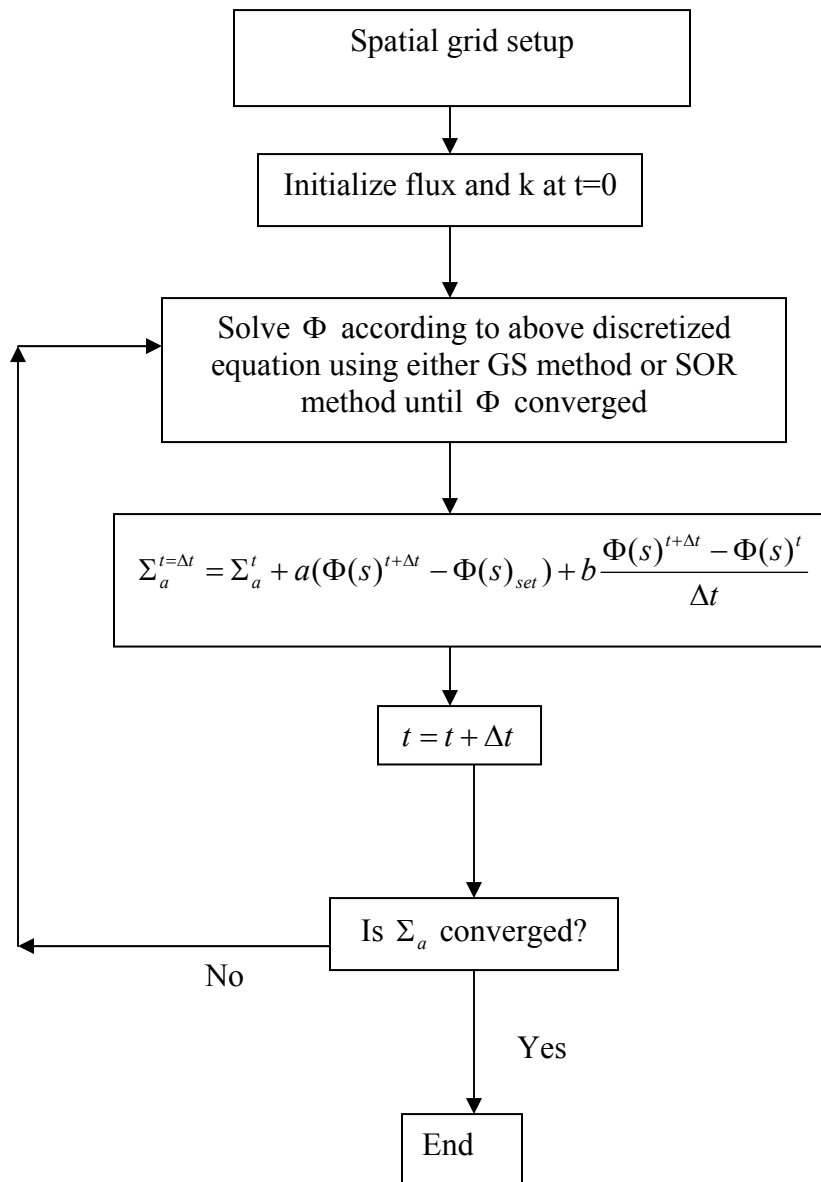 Spatial grid setup
Initialize flux and k at t=0
Solve Φ according to above discretized
equation using either GS method or SOR
method until Φ converged
Σ_a^{t=Δt} = Σ_a^t + a(Φ(s)^{t+Δt} − Φ(s)_{set}) + b \frac{Φ(s)^{t+Δt} − Φ(s)^t}{Δt}
t = t + Δt
Is Σ_a converged?
No
Yes
End